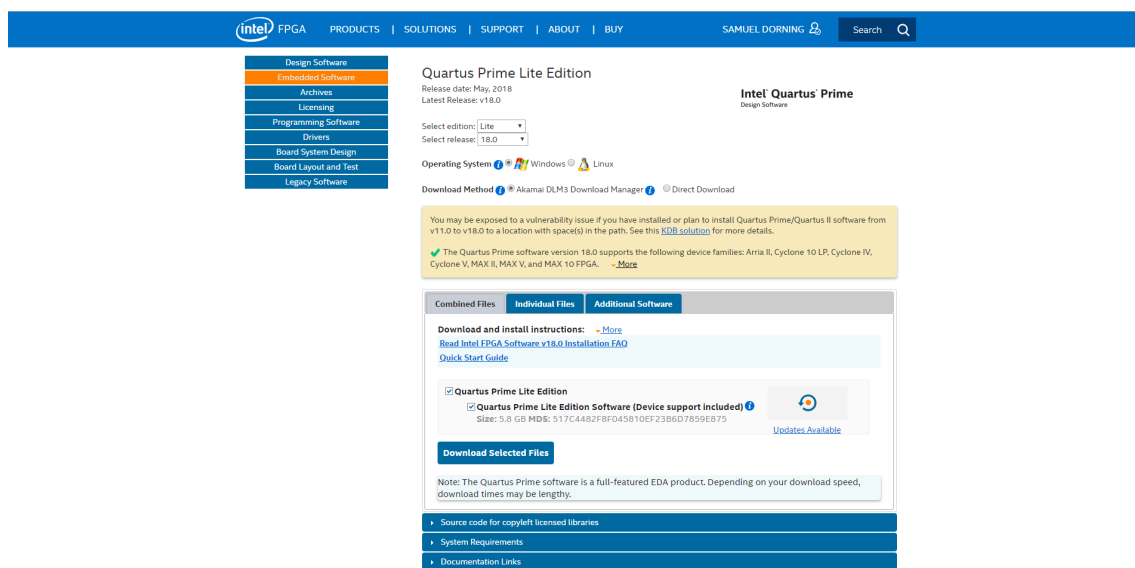 intel FPGA PRODUCTS | SOLUTIONS | SUPPORT | ABOUT | BUY SAMUEL DORNING Search
Design Software
Embedded Software
Archives
Licensing
Programming Software
Drivers
Board System Design
Board Layout and Test
Legacy Software
Quartus Prime Lite Edition
Release date: May, 2018
Latest Release: v18.0
Intel® Quartus® Prime
Design Software
Select edition: Lite
Select release: 18.0
Operating System Windows Linux
Download Method Akamai DLM3 Download Manager Direct Download
You may be exposed to a vulnerability issue if you have installed or plan to install Quartus Prime/Quartus II software from
v11.0 to v18.0 to a location with space(s) in the path. See this KDB solution for more details.
The Quartus Prime software version 18.0 supports the following device families: Arria II, Cyclone 10 LP, Cyclone IV,
Cyclone V, MAX II, MAX V, and MAX 10 FPGA. More
Combined Files Individual Files Additional Software
Download and install instructions: More
Read Intel FPGA Software v18.0 Installation FAQ
Quick Start Guide
Quartus Prime Lite Edition
Quartus Prime Lite Edition Software (Device support included)
Size: 5.8 GB MD5: 517C4482F8F045810EF23B6D7859E875
Updates Available
Download Selected Files
Note: The Quartus Prime software is a full-featured EDA product. Depending on your download speed,
download times may be lengthy.
Source code for copyleft licensed libraries
System Requirements
Documentation Links